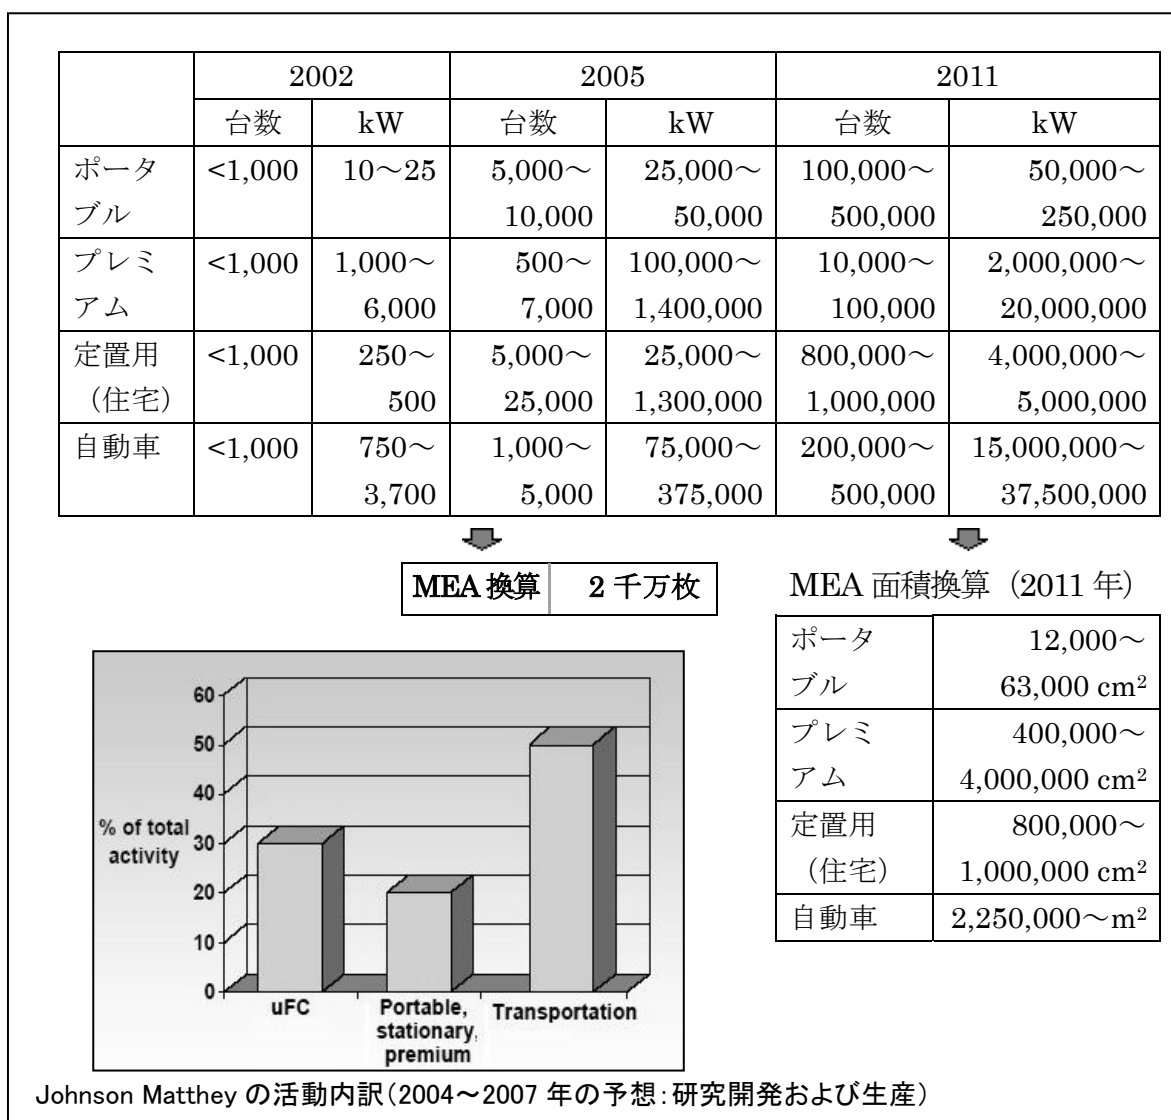 2002 2005 2011
台数 kW 台数 kW 台数 kW
ポータ <1,000 10～25 5,000～ 25,000～ 100,000～ 50,000～
ブル 10,000 50,000 500,000 250,000
プレミ <1,000 1,000～ 500～ 100,000～ 10,000～ 2,000,000～
アム 6,000 7,000 1,400,000 100,000 20,000,000
定置用 <1,000 250～ 5,000～ 25,000～ 800,000～ 4,000,000～
（住宅） 500 25,000 1,300,000 1,000,000 5,000,000
自動車 <1,000 750～ 1,000～ 75,000～ 200,000～ 15,000,000～
3,700 5,000 375,000 500,000 37,500,000
MEA 換算 2 千万枚
MEA 面積換算（2011 年）
ポータ 12,000～
ブル 63,000 cm²
プレミ 400,000～
アム 4,000,000 cm²
定置用 800,000～
（住宅） 1,000,000 cm²
自動車 2,250,000～m²
60
50
40
% of total
30
activity
20
10
0
uFC
Portable,
stationary,
premium
Transportation
Johnson Matthey の活動内訳（2004～2007 年の予想：研究開発および生産）